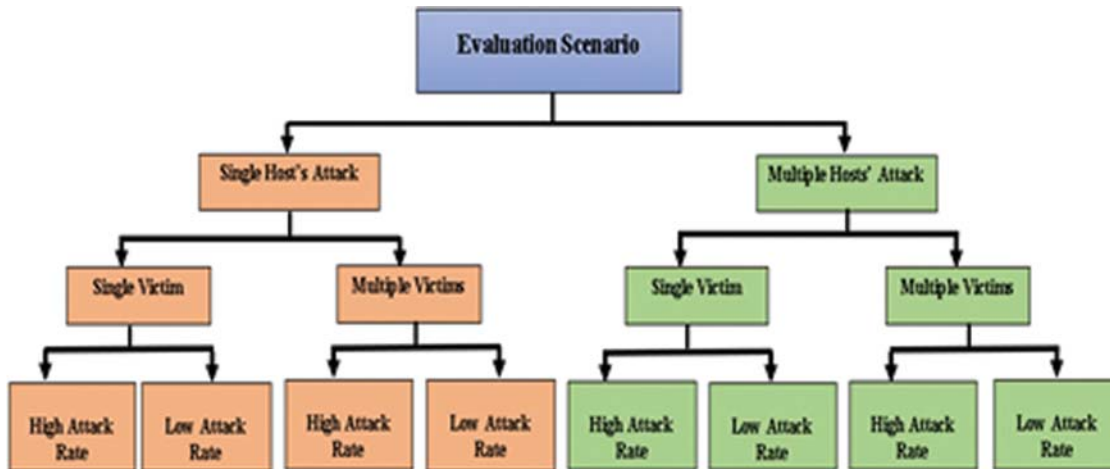 Evaluation Scenario
Single Host's Attack
Multiple Hosts' Attack
Single Victim
Multiple Victims
Single Victim
Multiple Victims
High Attack
Rate
Low Attack
Rate
High Attack
Rate
Low Attack
Rate
High Attack
Rate
Low Attack
Rate
High Attack
Rate
Low Attack
Rate